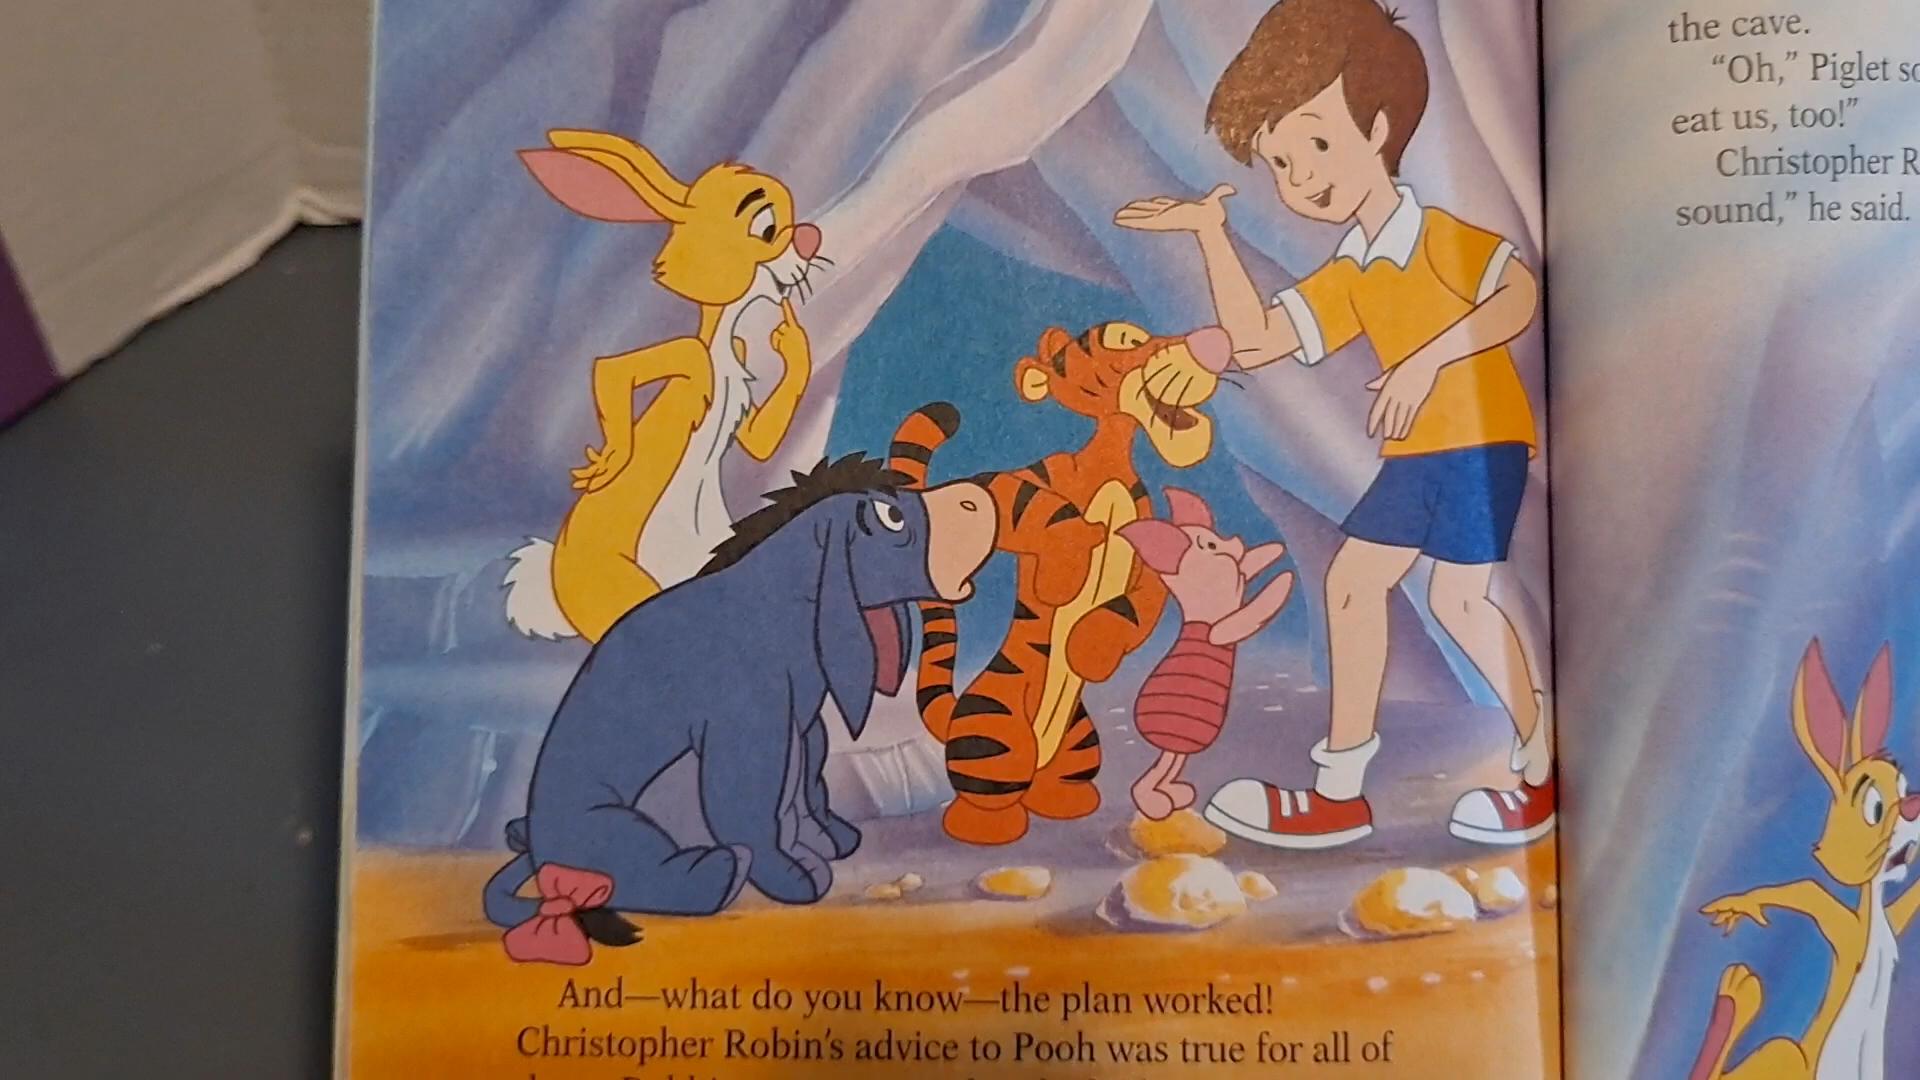 And—what do you know—the plan worked!
Christopher Robin's advice to Pooh was true for all of
the cave.
"Oh," Piglet
eat us, too!"
Christopher
sound," he said.